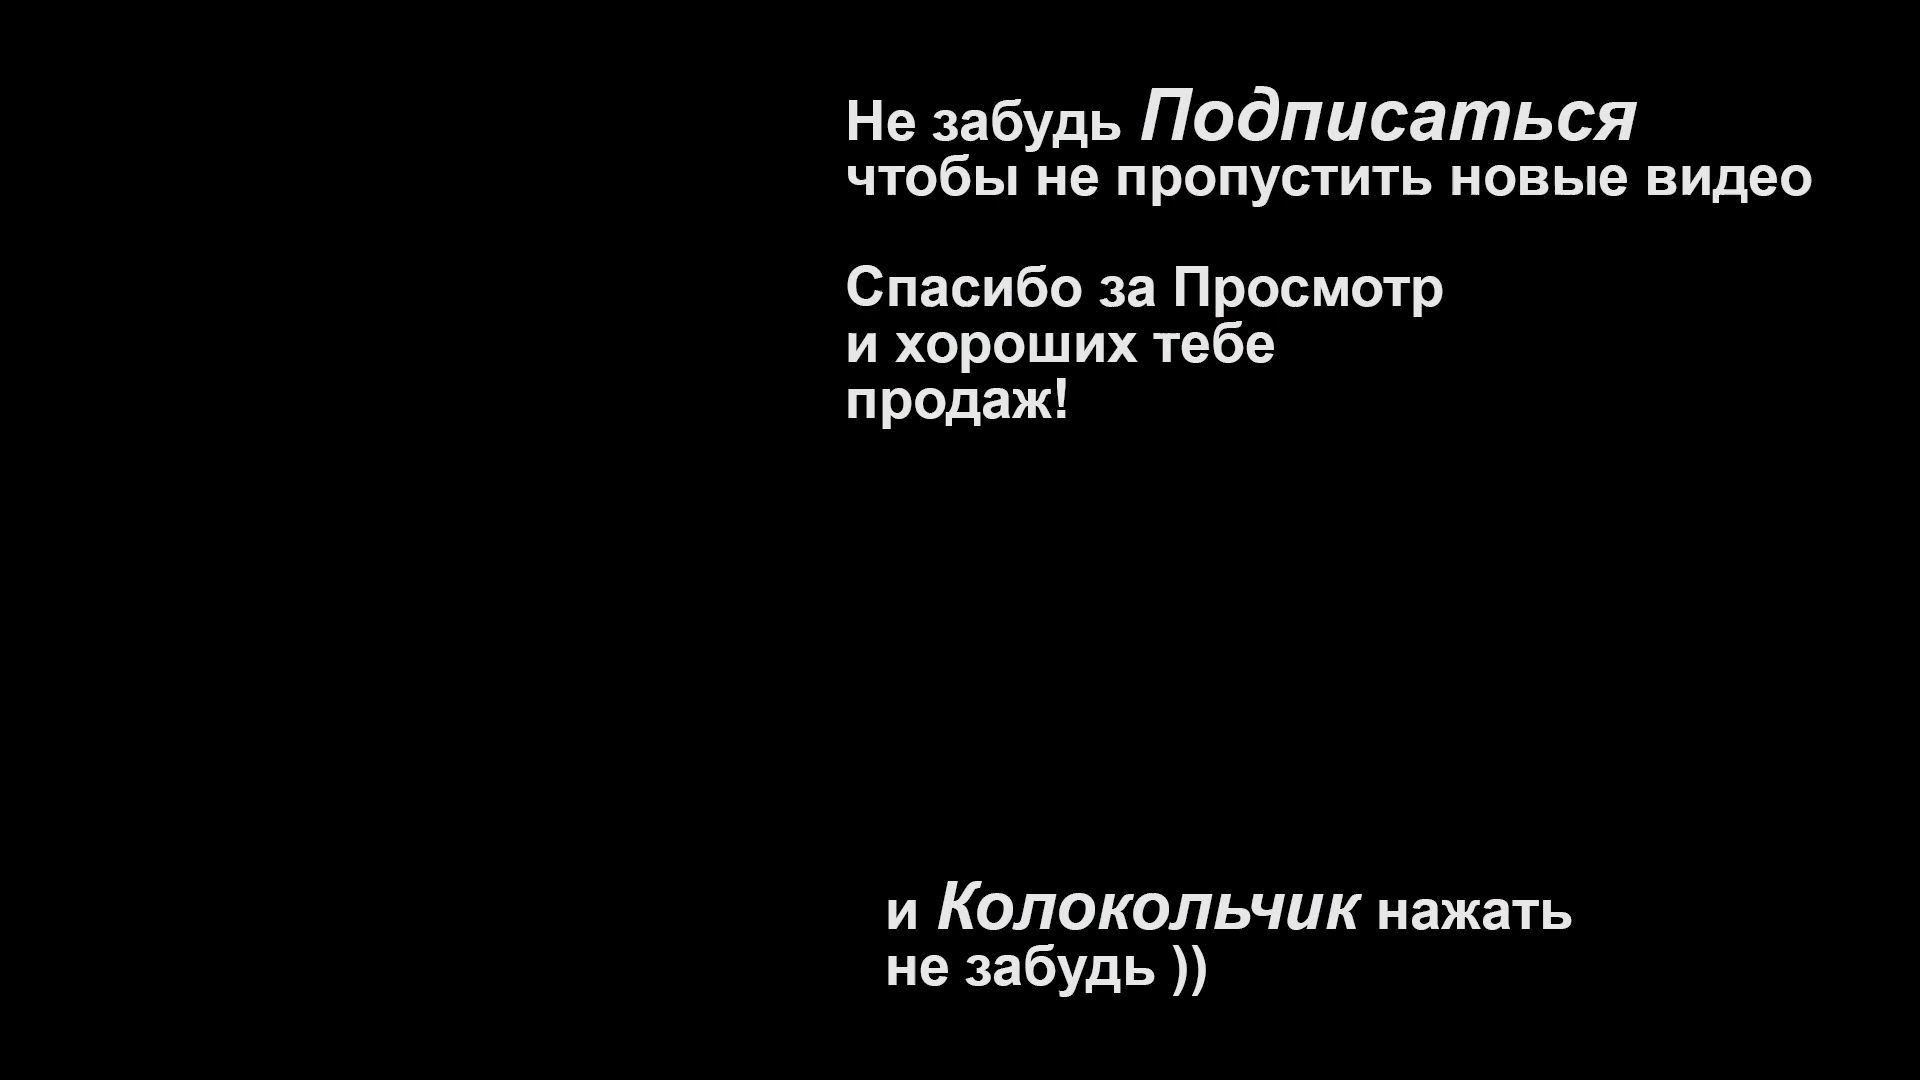 Не забудь Подписаться
чтобы не пропустить новые видео
Спасибо за Просмотр
и хороших тебе
продаж!
и Колокольчик нажать
не забудь ))